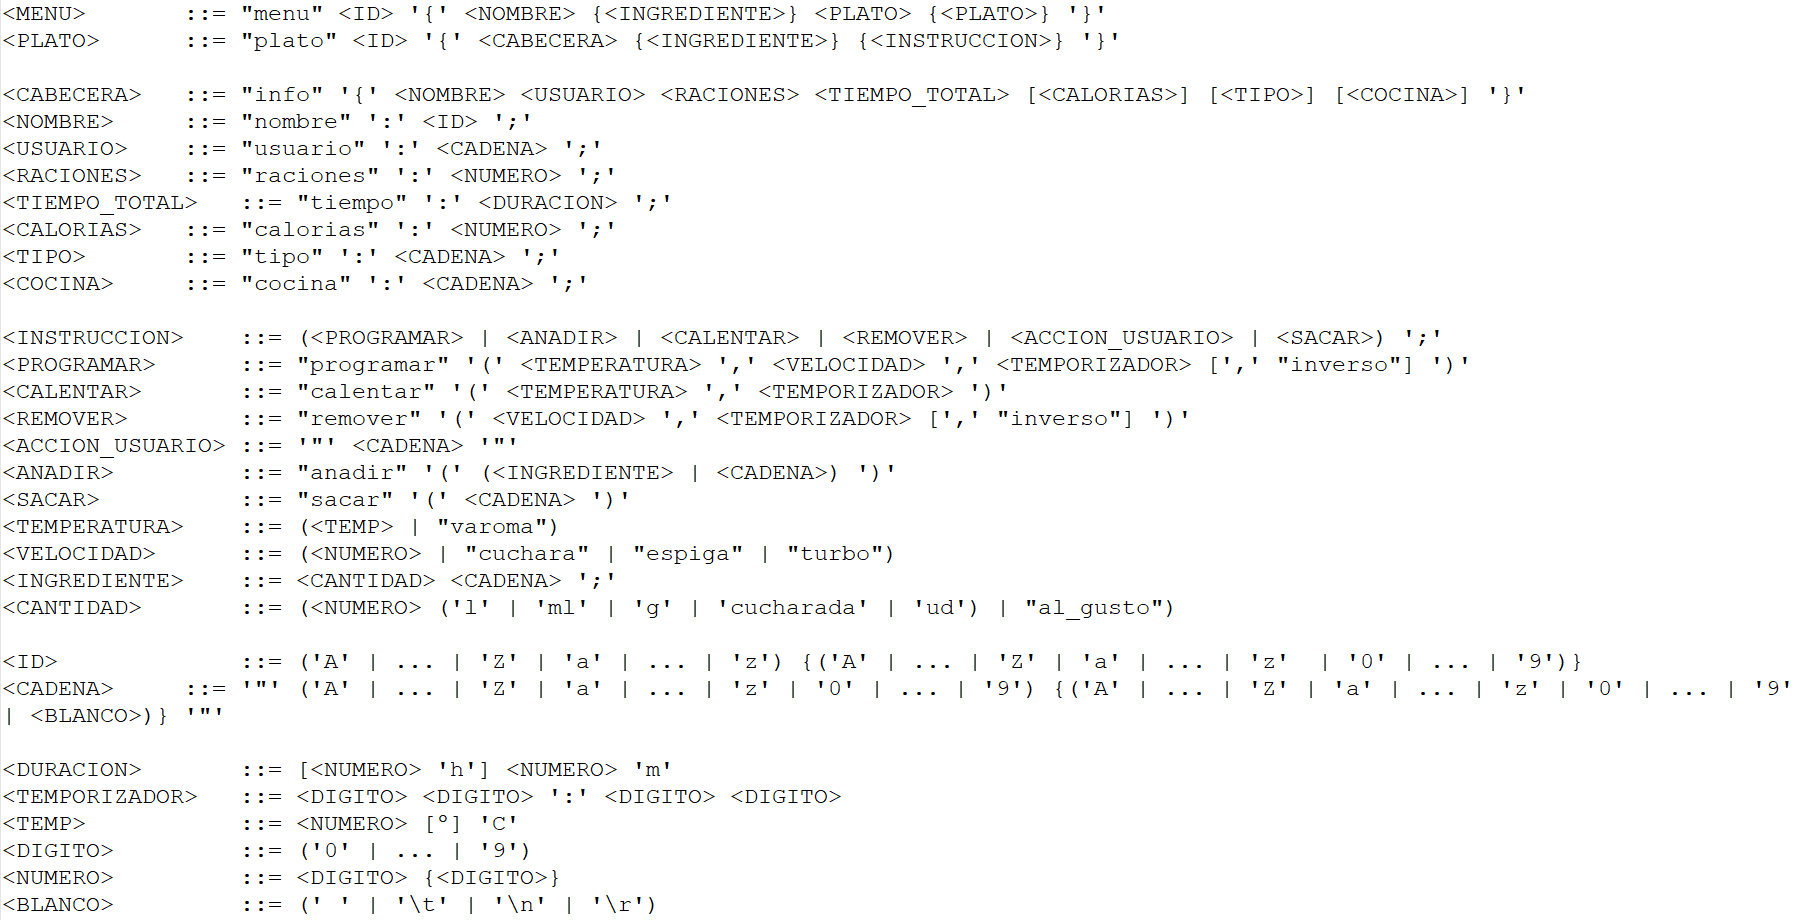 <MENU> ::= "menu" <ID> '{' <NOMBRE> {<INGREDIENTE>} <PLATO> {<PLATO>} '}'
<PLATO> ::= "plato" <ID> '{' <CABECERA> {<INGREDIENTE>} {<INSTRUCCION>} '}'
<CABECERA> ::= "info" '{' <NOMBRE> <USUARIO> <RACIONES> <TIEMPO_TOTAL> [<CALORIAS>] [<TIPO>] [<COCINA>] '}'
<NOMBRE> ::= "nombre" ':' <ID> ';'
<USUARIO> ::= "usuario" ':' <CADENA> ';'
<RACIONES> ::= "raciones" ':' <NUMERO> ';'
<TIEMPO_TOTAL> ::= "tiempo" ':' <DURACION> ';'
<CALORIAS> ::= "calorias" ':' <NUMERO> ';'
<TIPO> ::= "tipo" ':' <CADENA> ';'
<COCINA> ::= "cocina" ':' <CADENA> ';'
<INSTRUCCION> ::= (<PROGRAMAR> | <ANADIR> | <CALENTAR> | <REMOVER> | <ACCION_USUARIO> | <SACAR>) ';'
<PROGRAMAR> ::= "programar" '(' <TEMPERATURA> ',' <VELOCIDAD> ',' <TEMPORIZADOR> [',' "inverso"] ')'
<CALENTAR> ::= "calentar" '(' <TEMPERATURA> ',' <TEMPORIZADOR> ')'
<REMOVER> ::= "remover" '(' <VELOCIDAD> ',' <TEMPORIZADOR> [',' "inverso"] ')'
<ACCION_USUARIO> ::= '"' <CADENA> '"'
<ANADIR> ::= "anadir" '(' (<INGREDIENTE> | <CADENA>) ')'
<SACAR> ::= "sacar" '(' <CADENA> ')'
<TEMPERATURA> ::= (<TEMP> | "varoma")
<VELOCIDAD> ::= (<NUMERO> | "cuchara" | "espiga" | "turbo")
<INGREDIENTE> ::= <CANTIDAD> <CADENA> ';'
<CANTIDAD> ::= (<NUMERO> ('l' | 'ml' | 'g' | 'cucharada' | 'ud') | "al_gusto")
<ID> ::= ('A' | ... | 'Z' | 'a' | ... | 'z') {('A' | ... | 'Z' | 'a' | ... | 'z' | '0' | ... | '9')}
<CADENA> ::= '"' ('A' | ... | 'Z' | 'a' | ... | 'z' | '0' | ... | '9') {('A' | ... | 'Z' | 'a' | ... | 'z' | '0' | ... | '9'
| <BLANCO>)} '"'
<DURACION> ::= [<NUMERO> 'h'] <NUMERO> 'm'
<TEMPORIZADOR> ::= <DIGITO> <DIGITO> ':' <DIGITO> <DIGITO>
<TEMP> ::= <NUMERO> [º] 'C'
<DIGITO> ::= ('0' | ... | '9')
<NUMERO> ::= <DIGITO> {<DIGITO>}
<BLANCO> ::= (' ' | '\t' | '\n' | '\r')